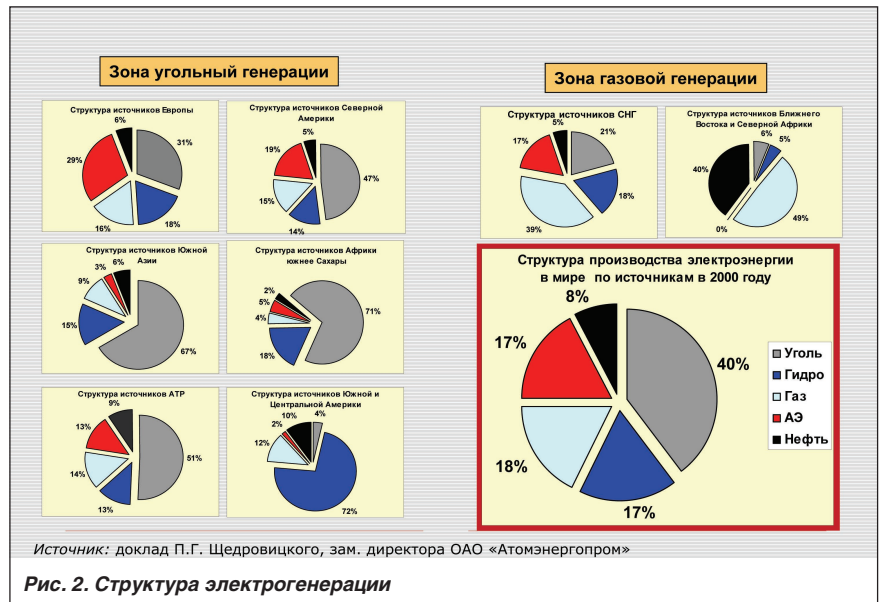 Зона угольный генерации
Структура источников Европы
6%
31%
29%
16%
18%
Структура источников Северной
Америки
5%
19%
47%
15%
14%
Структура источников Южной
Азии
6%
3%
9%
15%
67%
Структура источников Африки
южнее Сахары
2%
5%
4%
71%
18%
Структура источников АТР
9%
13%
51%
14%
13%
Структура источников Южной и
Центральной Америки
10%
4%
2%
12%
72%
Зона газовой генерации
Структура источников СНГ
5%
21%
17%
18%
39%
Структура источников Ближнего
Востока и Северной Африки
6%
5%
40%
0%
49%
Структура производства электроэнергии
в мире по источникам в 2000 году
8%
17%
40%
18%
17%
Уголь
Гидро
Газ
АЭ
Нефть
Источник: доклад П.Г. Щедровицкого, зам. директора ОАО «Атомэнергопром»
Рис. 2. Структура электрогенерации